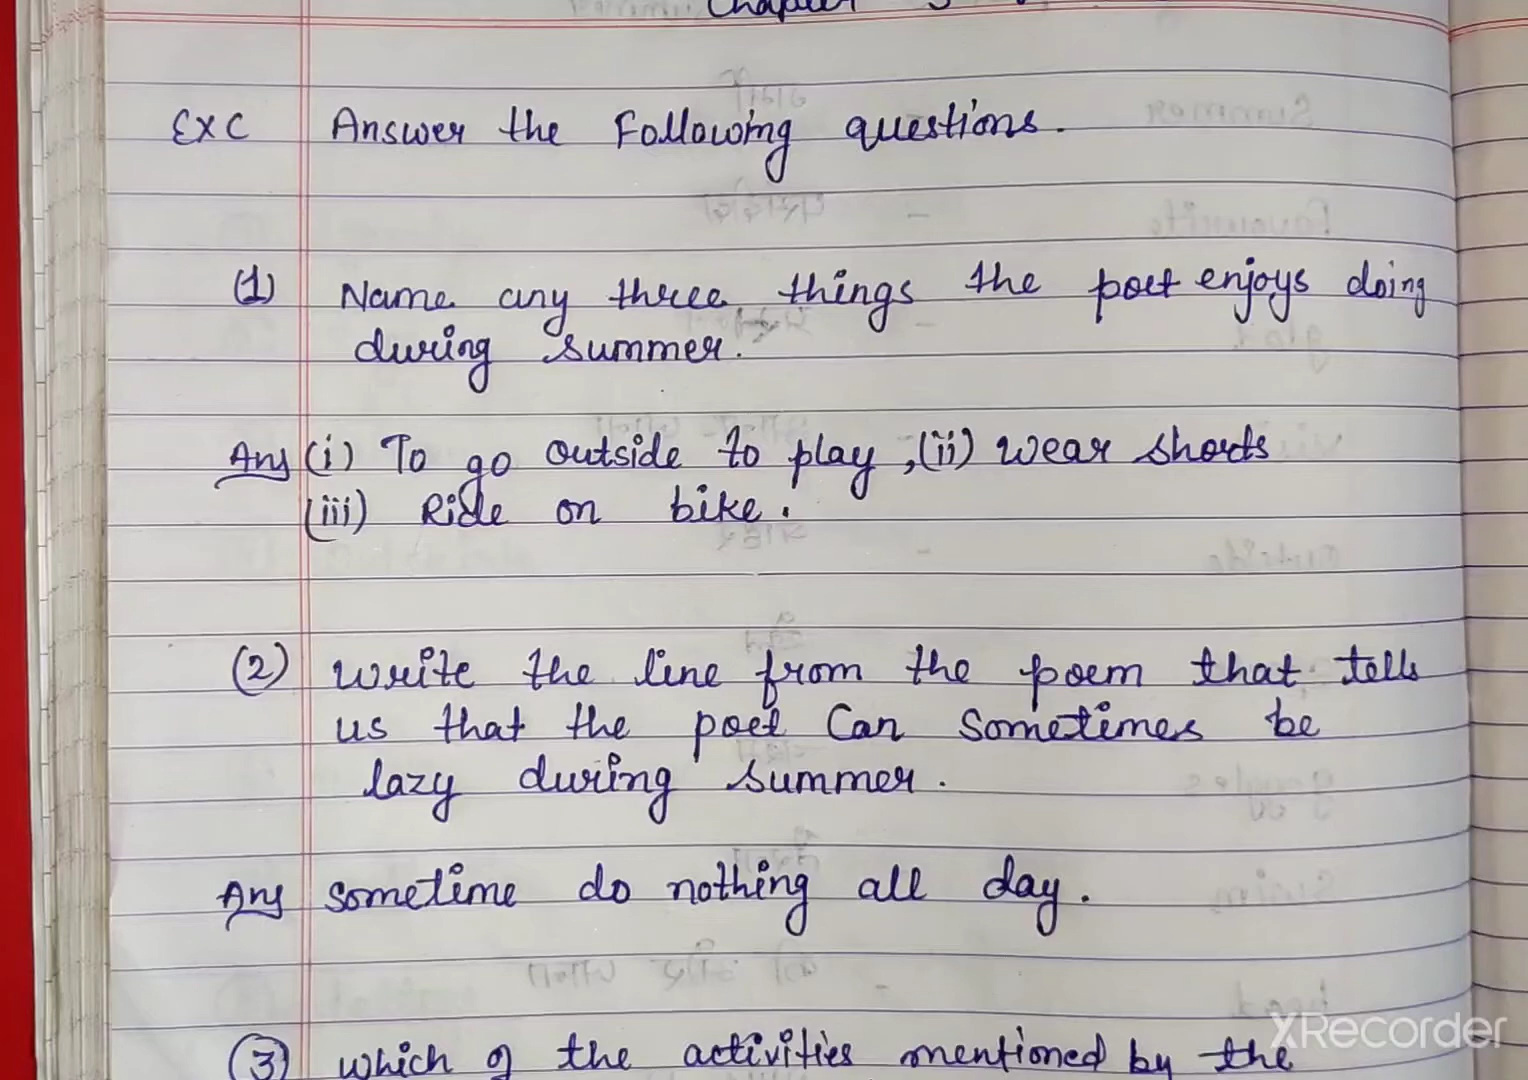 Chapter
Exc Answer the Following questions.
(1) Name any three things the poet enjoys doing
during summer.
Ans (i) To go outside to play, (ii) wear shorts
(iii) Ride on bike.
(2) write the line from the poem that tells
us that the poet Can sometimes be
lazy during summer.
Ans sometime do nothing all day.
(3) which of the activities mentioned by the
XRecorder